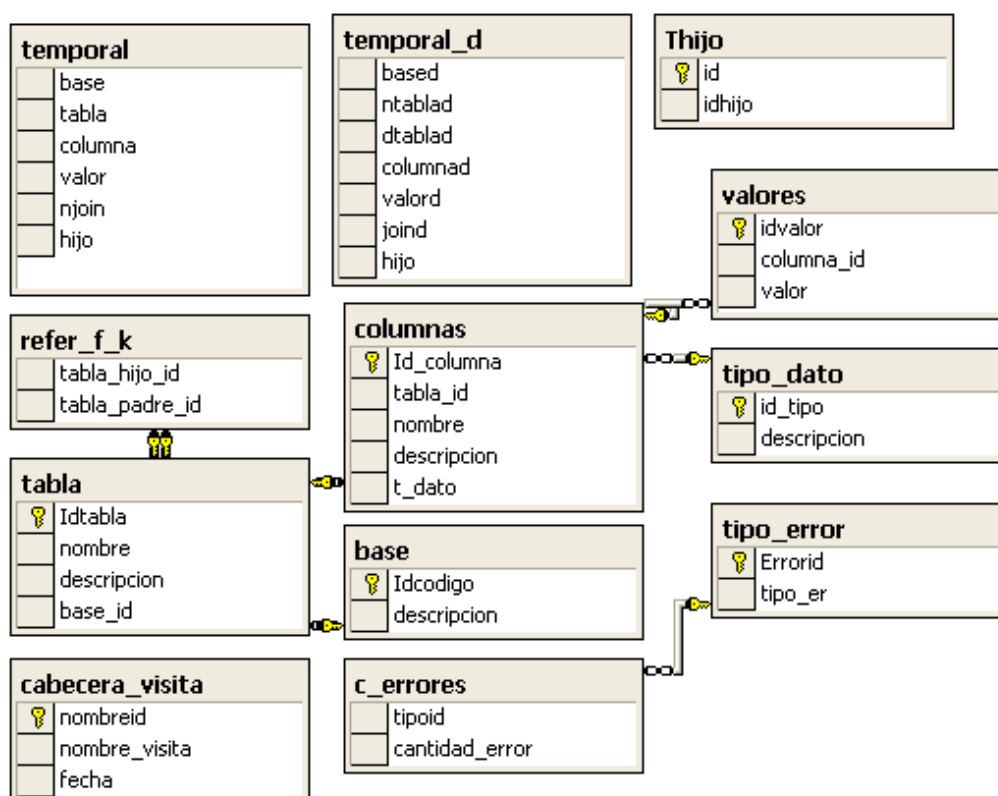 temporal
base
tabla
columna
valor
njoin
hijo
temporal_d
based
ntablad
dtablad
columnad
valord
joind
hijo
Thijo
id
idhijo
valores
idvalor
columna_id
valor
refer_f_k
tabla_hijo_id
tabla_padre_id
columnas
Id_columna
tabla_id
nombre
descripcion
t_dato
tipo_dato
id_tipo
descripcion
tabla
Idtabla
nombre
descripcion
base_id
base
Idcodigo
descripcion
tipo_error
Errorid
tipo_er
cabecera_visita
nombreid
nombre_visita
fecha
c_errores
tipoid
cantidad_error